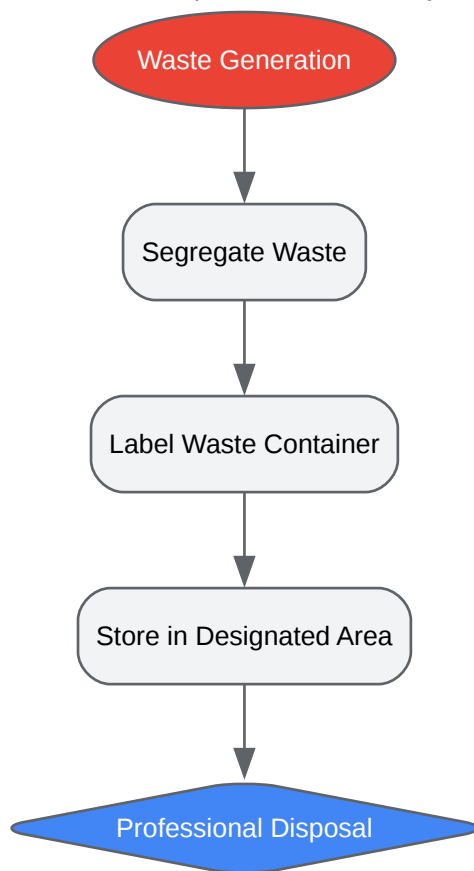 Waste Generation
Segregate Waste
Label Waste Container
Store in Designated Area
Professional Disposal